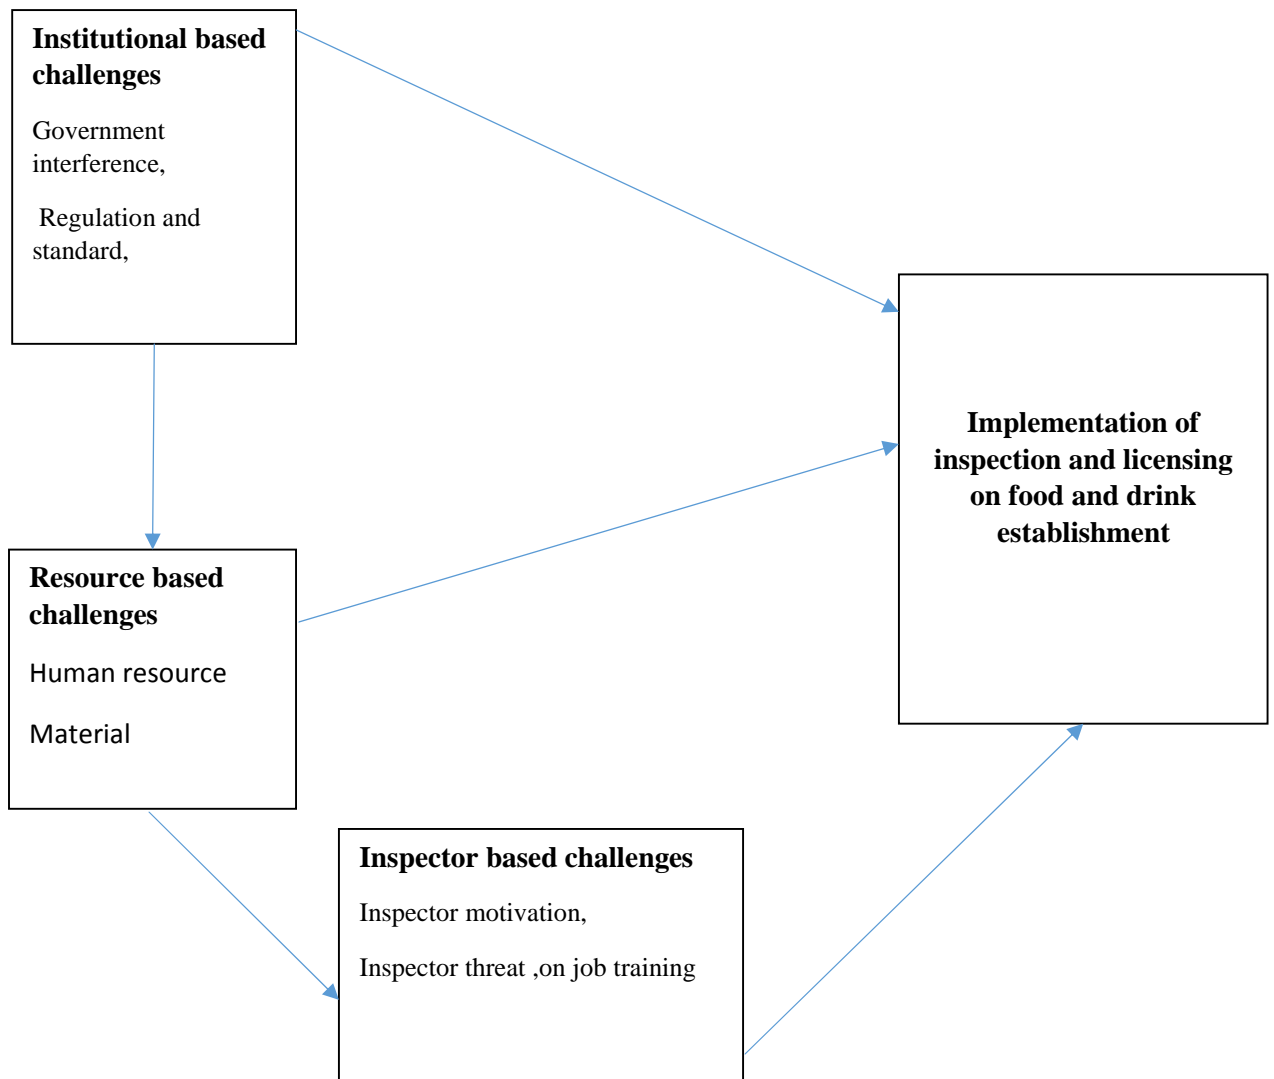 Institutional based
challenges
Government
interference,
Regulation and
standard,
Resource based
challenges
Human resource
Material
Inspector based challenges
Inspector motivation,
Inspector threat ,on job training
Implementation of
inspection and licensing
on food and drink
establishment